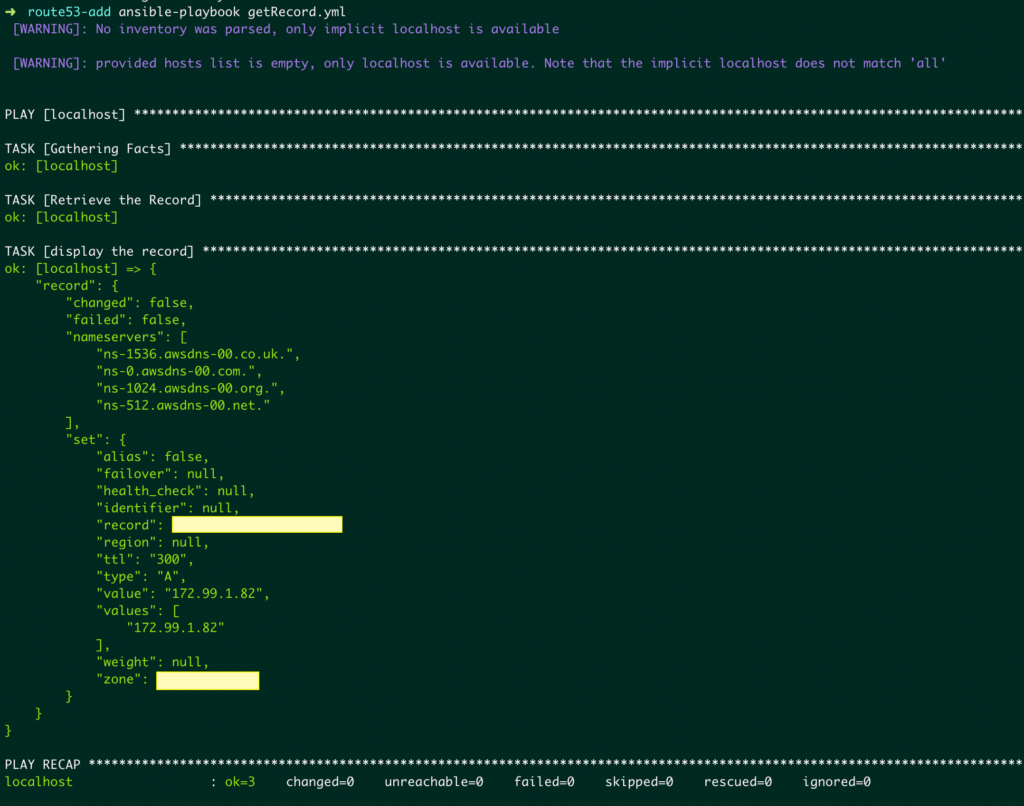 ➜ route53-add ansible-playbook getRecord.yml
[WARNING]: No inventory was parsed, only implicit localhost is available
[WARNING]: provided hosts list is empty, only localhost is available. Note that the implicit localhost does not match 'all'
PLAY [localhost] *********************************************************************************************************************
TASK [Gathering Facts] ***************************************************************************************************************
ok: [localhost]
TASK [Retrieve the Record] ***********************************************************************************************************
ok: [localhost]
TASK [display the record] ************************************************************************************************************
ok: [localhost] => {
    "record": {
        "changed": false,
        "failed": false,
        "nameservers": [
            "ns-1536.awsdns-00.co.uk.",
            "ns-0.awsdns-00.com.",
            "ns-1024.awsdns-00.org.",
            "ns-512.awsdns-00.net."
        ],
        "set": {
            "alias": false,
            "failover": null,
            "health_check": null,
            "identifier": null,
            "record":
            "region": null,
            "ttl": "300",
            "type": "A",
            "value": "172.99.1.82",
            "values": [
                "172.99.1.82"
            ],
            "weight": null,
            "zone":
        }
    }
}
PLAY RECAP ***************************************************************************************************************************
localhost                  : ok=3    changed=0    unreachable=0    failed=0    skipped=0    rescued=0    ignored=0